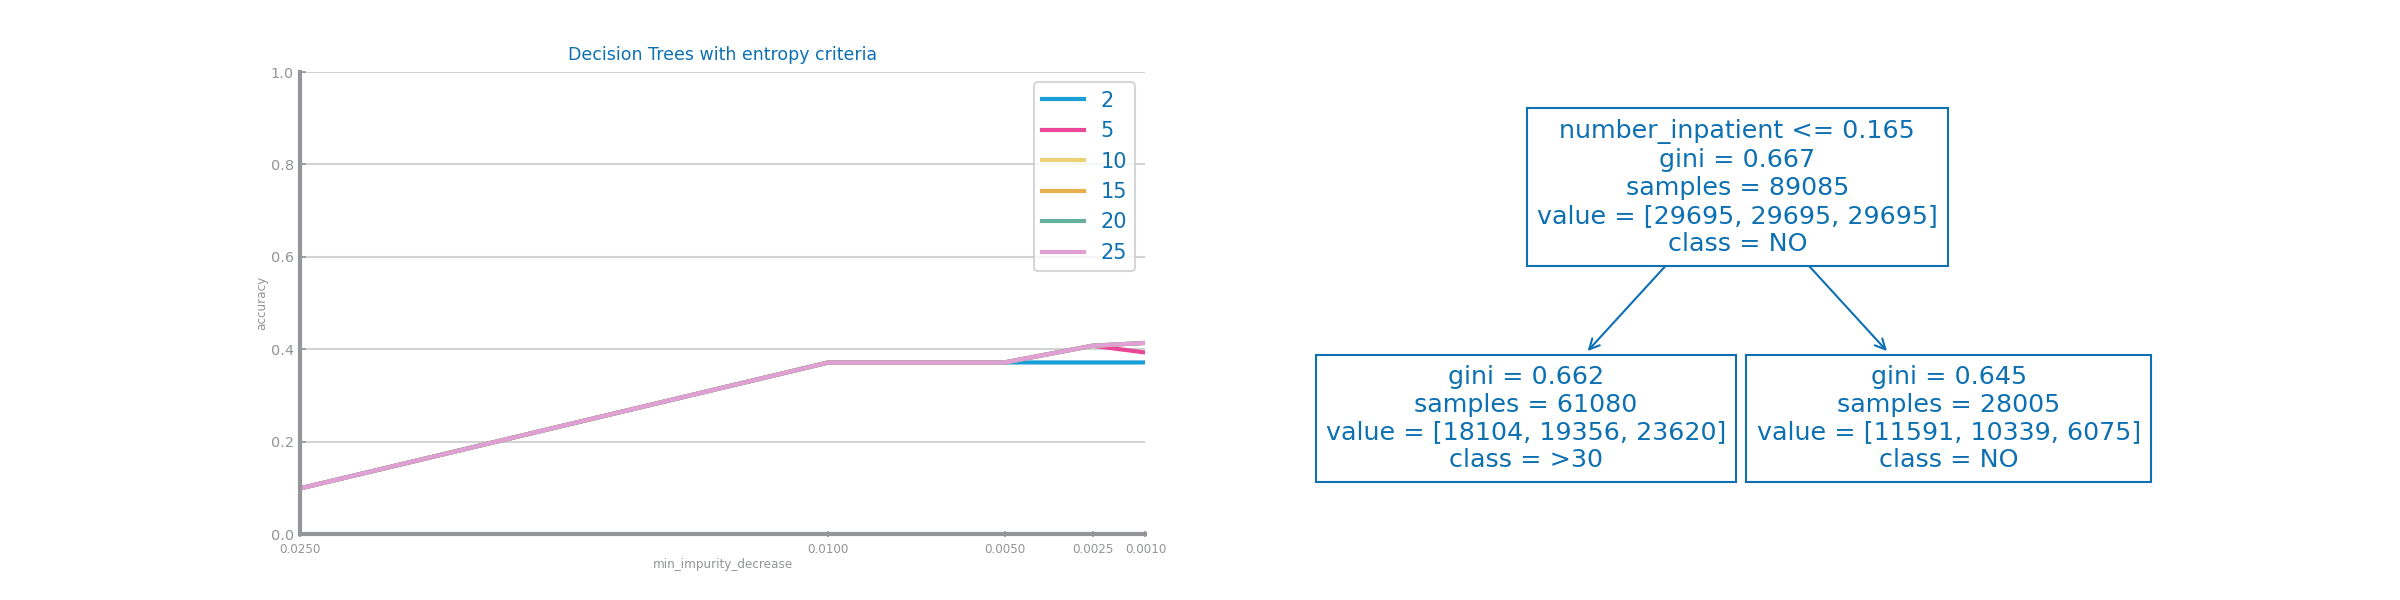 Decision Trees with entropy criteria
1.0
0.8
0.6
0.4
0.2
0.0
accuracy
0.0250
0.0100
0.0050
0.0025
0.0010
min_impurity_decrease
2
5
10
15
20
25
number_inpatient <= 0.165
gini = 0.667
samples = 89085
value = [29695, 29695, 29695]
class = NO
gini = 0.662
samples = 61080
value = [18104, 19356, 23620]
class = >30
gini = 0.645
samples = 28005
value = [11591, 10339, 6075]
class = NO